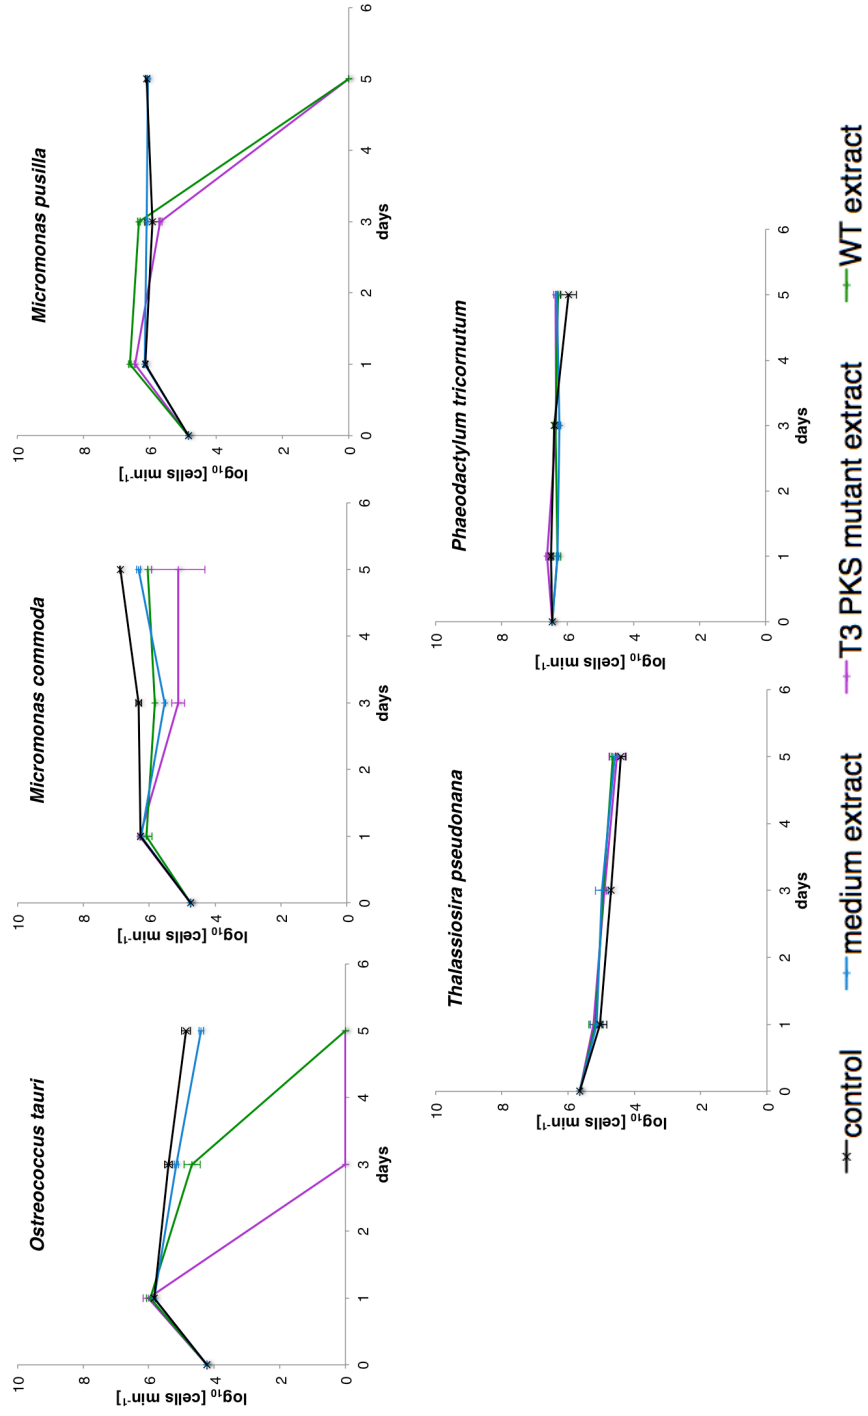 Ostreococcus tauri
log₁₀ [cells min⁻¹]
10
8
6
4
2
0
0 1 2 3 4 5 6
days
Micromonas commoda
log₁₀ [cells min⁻¹]
10
8
6
4
2
0
0 1 2 3 4 5 6
days
Micromonas pusilla
log₁₀ [cells min⁻¹]
10
8
6
4
2
0
0 1 2 3 4 5 6
days
Thalassiosira pseudonana
log₁₀ [cells min⁻¹]
10
8
6
4
2
0
0 1 2 3 4 5 6
days
Phaeodactylum tricornutum
log₁₀ [cells min⁻¹]
10
8
6
4
2
0
0 1 2 3 4 5 6
days
control medium extract T3 PKS mutant extract WT extract